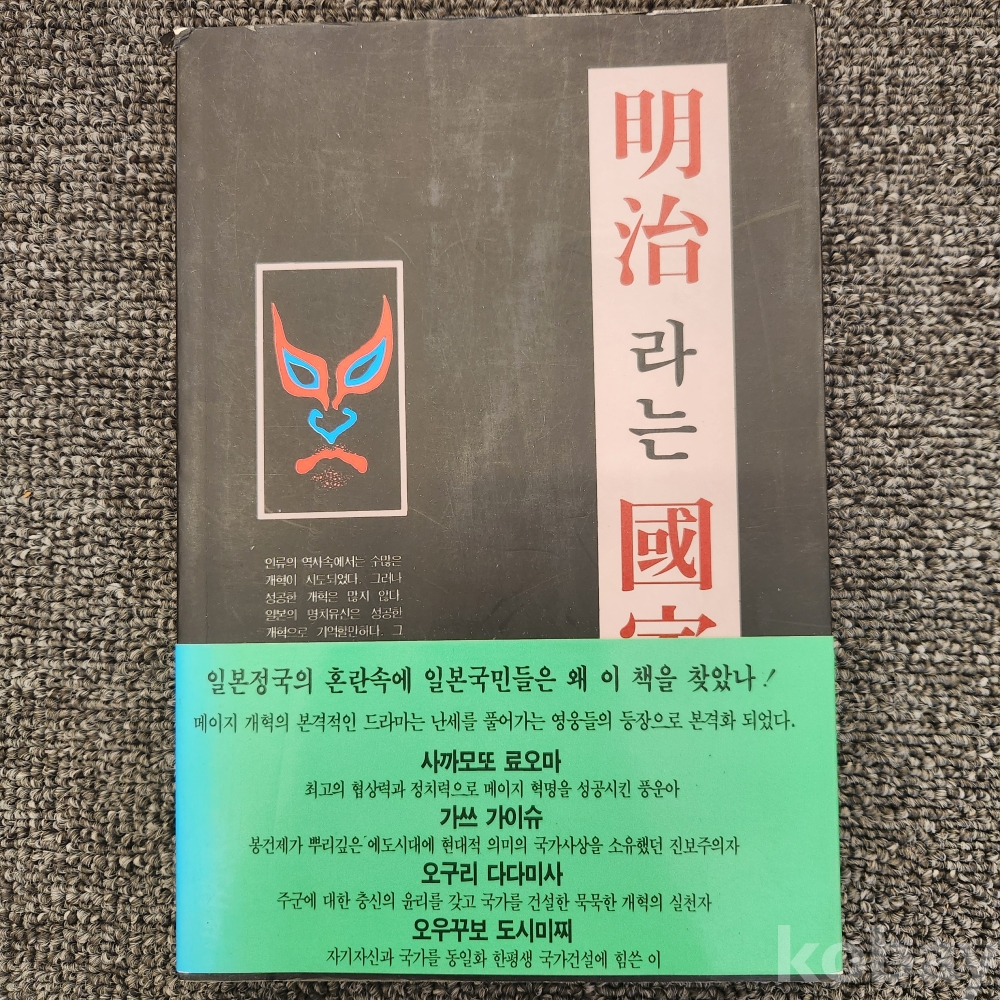 明治라는 國家
인류의 역사속에서는 수많은
개혁이 시도되었다. 그러나
성공한 개혁은 많지 않다.
일본의 명치유신은 성공한
개혁으로 기억할만하다. 그
일본정국의 혼란속에 일본국민들은 왜 이 책을 찾았나!
메이지 개혁의 본격적인 드라마는 난세를 풀어가는 영웅들의 등장으로 본격화 되었다.
사까모또 료오마
최고의 협상력과 정치력으로 메이지 혁명을 성공시킨 풍운아
가쓰 가이슈
봉건제가 뿌리깊은 에도시대에 현대적 의미의 국가사상을 소유했던 진보주의자
오구리 다다미사
주군에 대한 충신의 윤리를 갖고 국가를 건설한 묵묵한 개혁의 실천자
오우꾸보 도시미찌
자기자신과 국가를 동일화 한평생 국가건설에 힘쓴 이
kobay